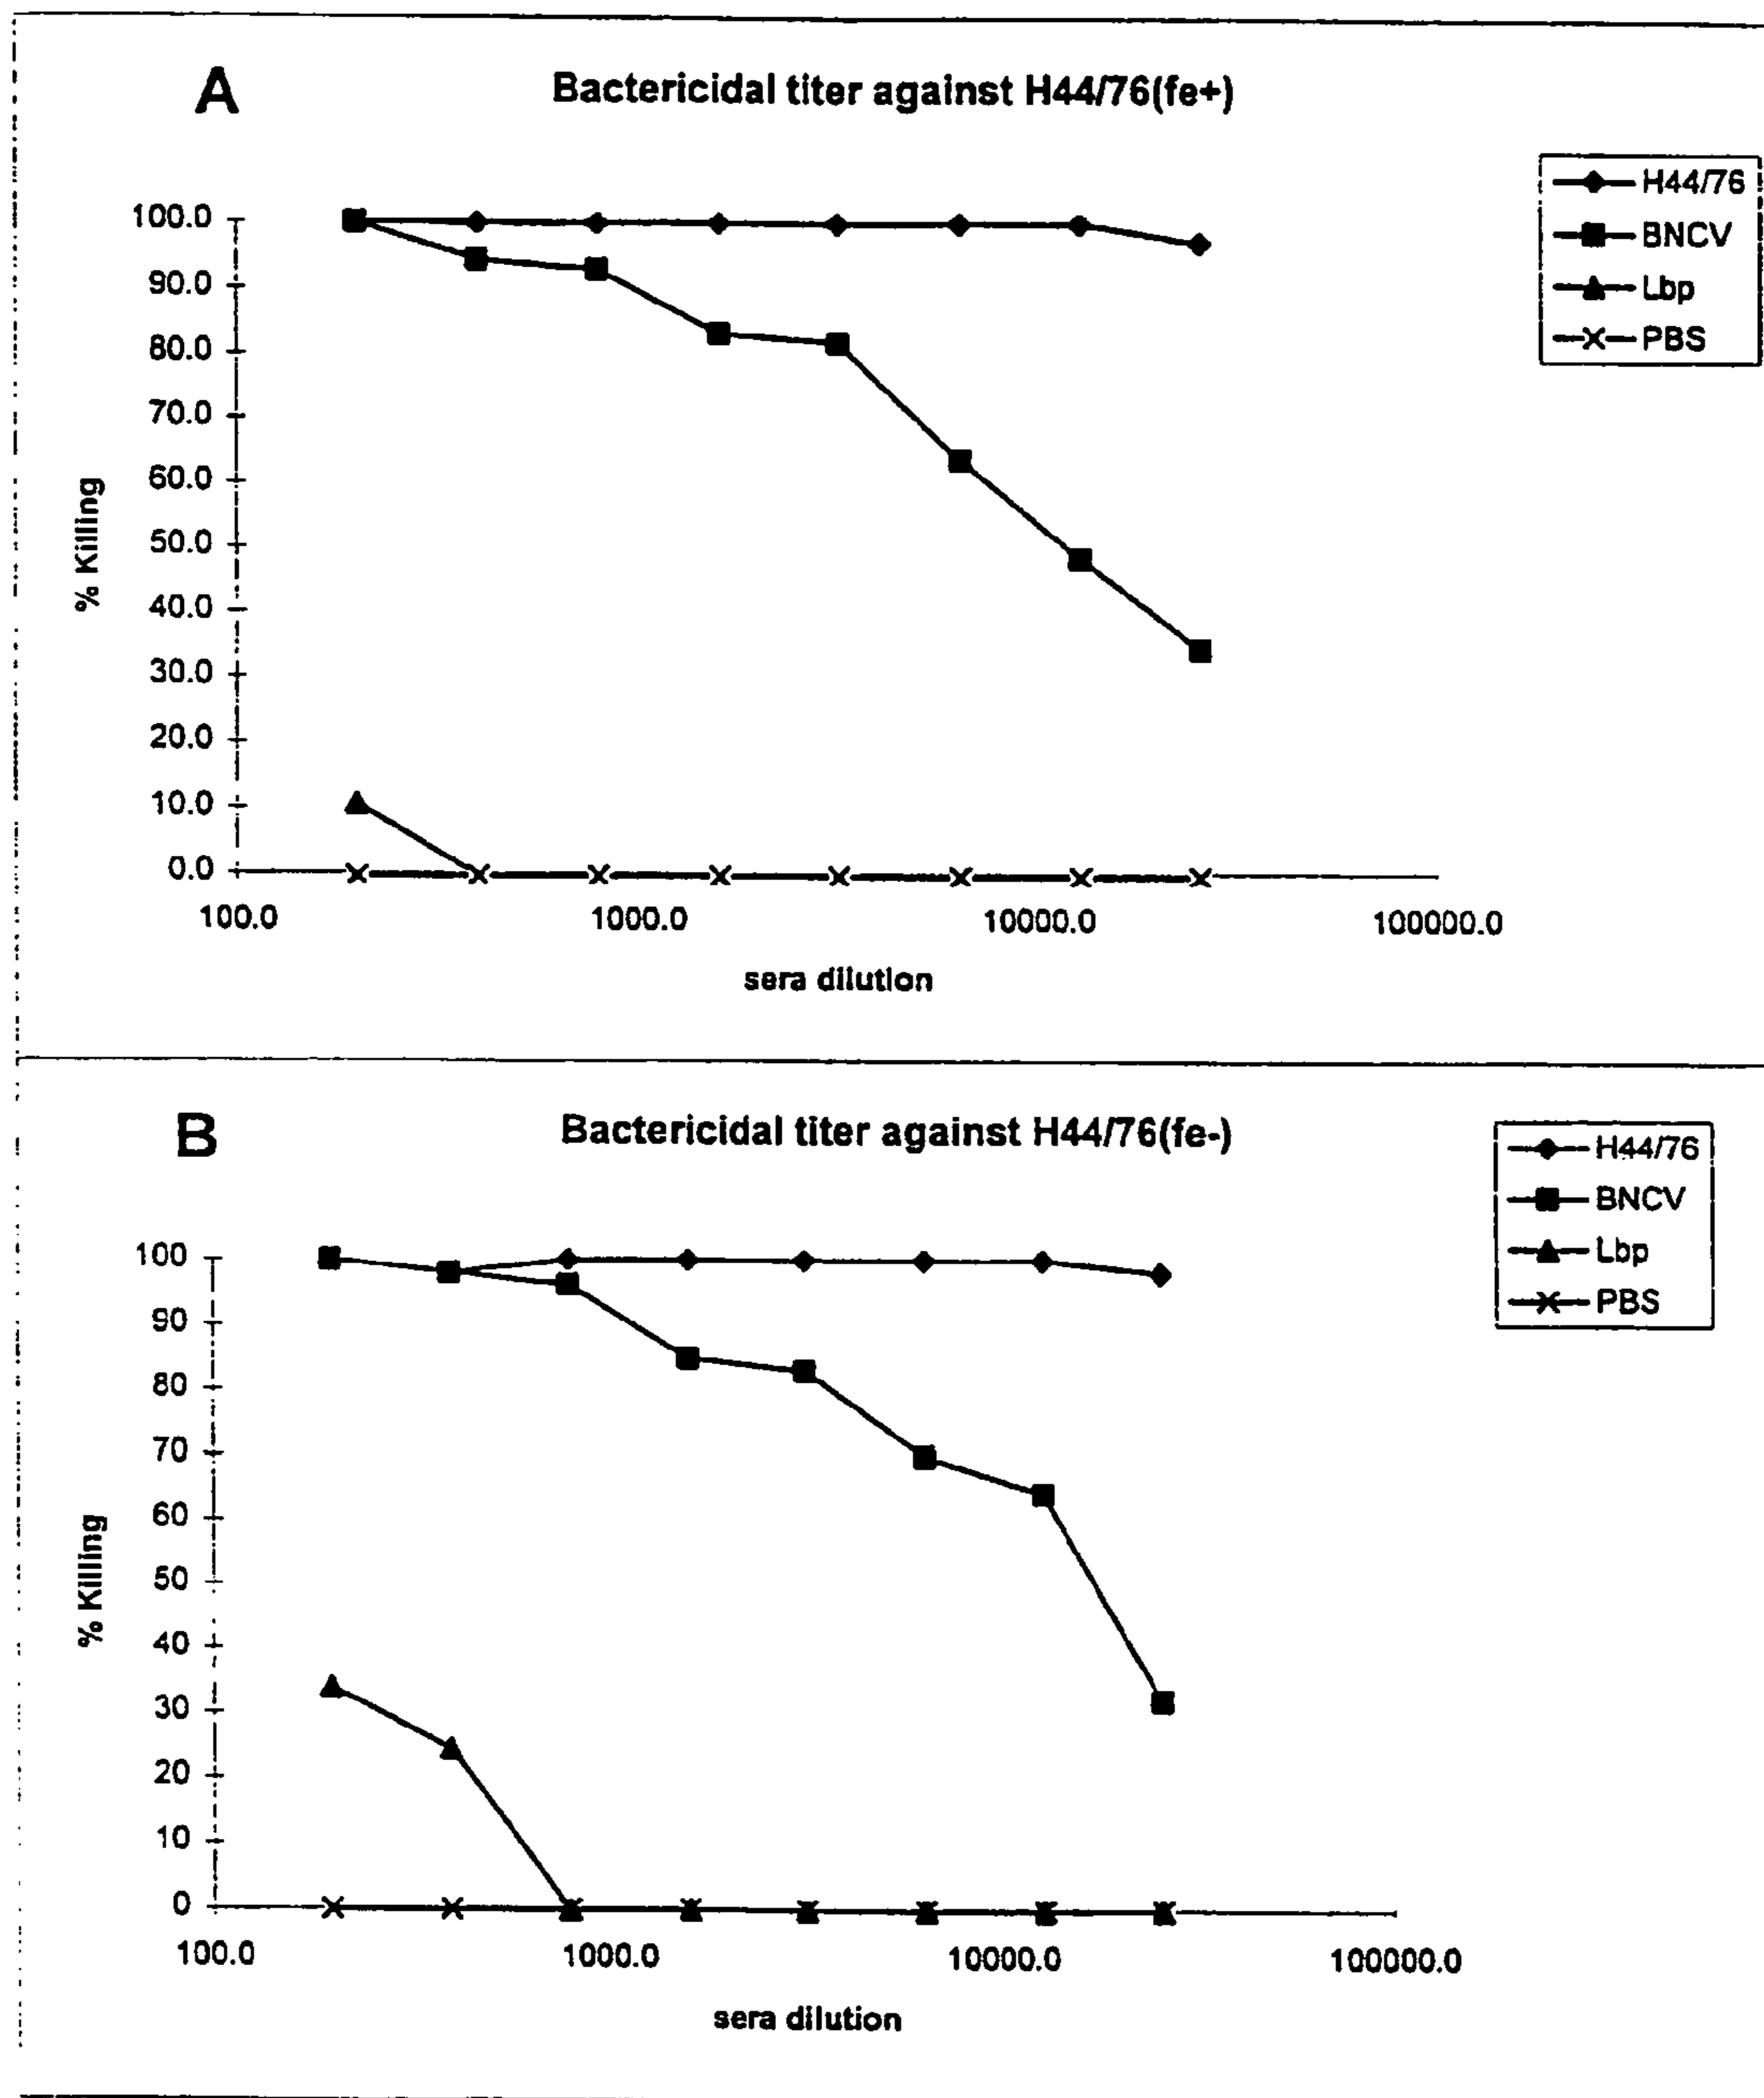 A
Bactericidal titer against H44/76(fe+)
H44/76
BNCV
Lbp
PBS
100.0
90.0
80.0
70.0
60.0
50.0
40.0
30.0
20.0
10.0
0.0
% Killing
100.0 1000.0 10000.0 100000.0
sera dilution
B
Bactericidal titer against H44/76(fe-)
H44/76
BNCV
Lbp
PBS
100
90
80
70
60
50
40
30
20
10
0
% Killing
100.0 1000.0 10000.0 100000.0
sera dilution